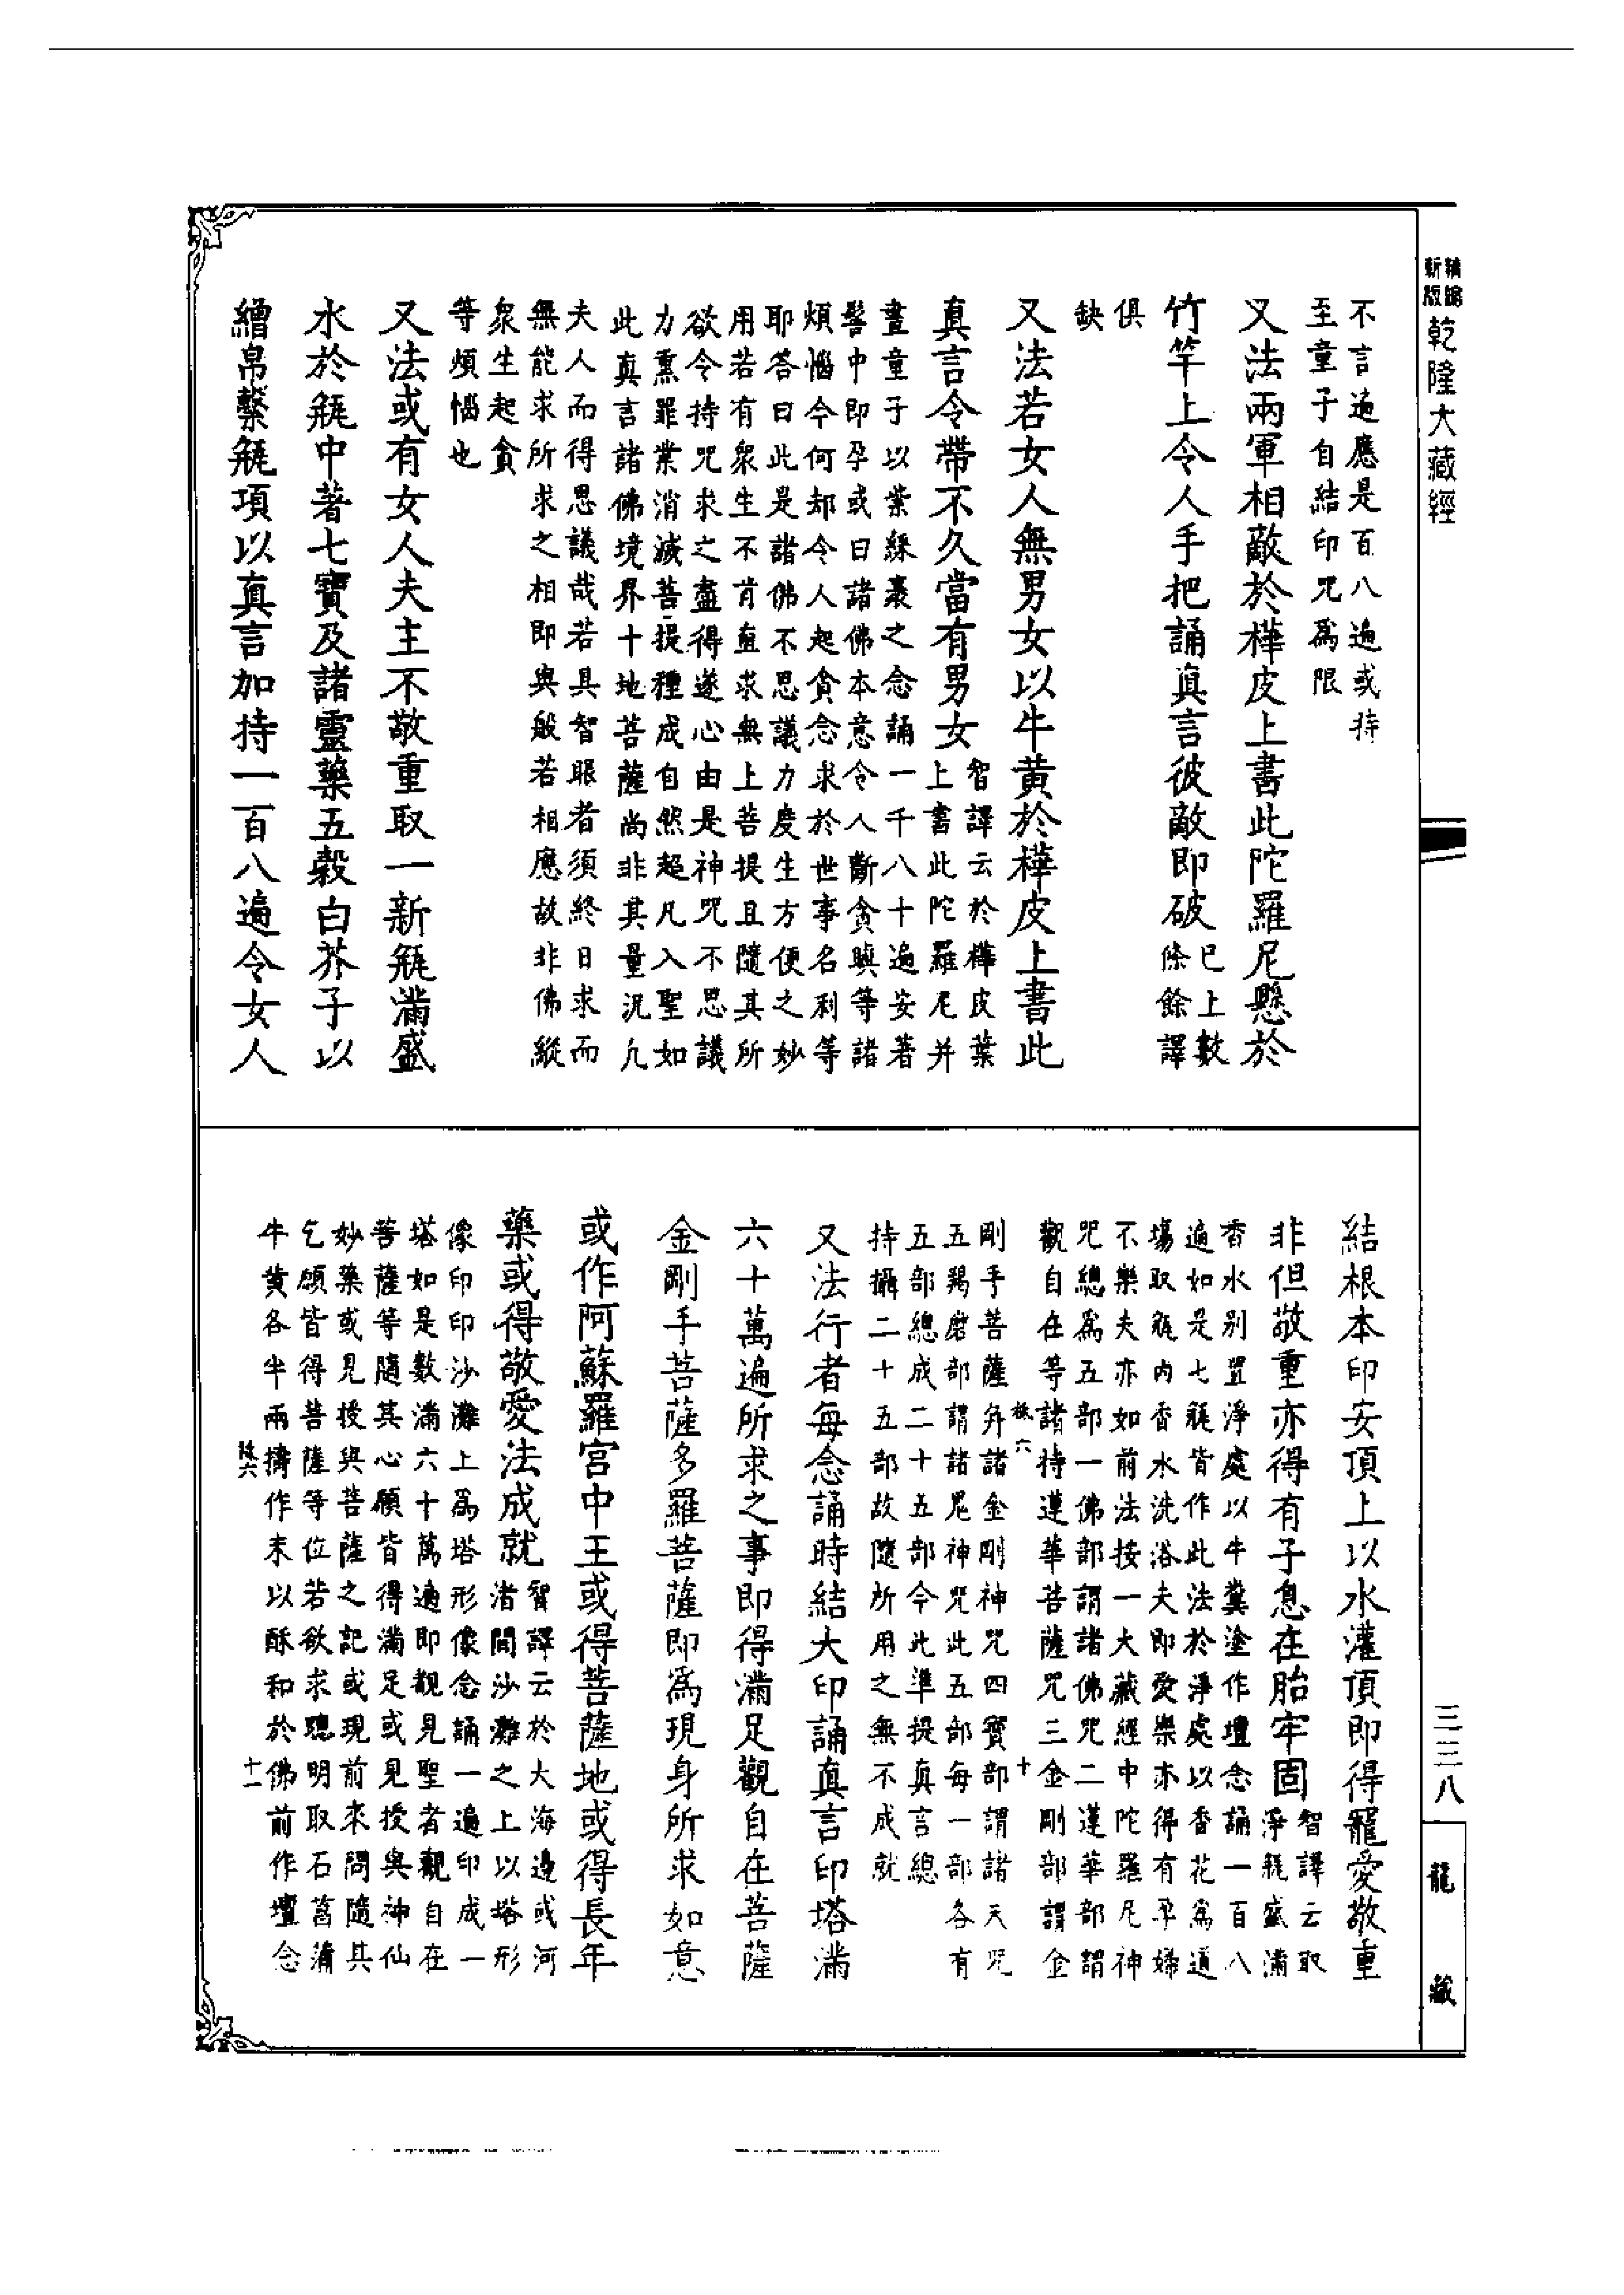 新版
精縮
乾隆大藏經
不言遍應是百八遍或持
至童子自結印咒為限
又法兩軍相敵於樺皮上書此陀羅尼懸於
竹竿上令人手把誦真言彼敵即破
已上數
條餘譯
俱
缺
又法若女人無男女以牛黃於樺皮上書此
真言令帶不久當有男女
智譯云於樺皮葉
上書此陀羅尼并
畫童子以紫綵裹之念誦一千八十遍安著
髻中即孕或曰諸佛本意令人斷貪瞋等諸
煩惱今何却令人起貪念求於世事名利等
耶答曰此是諸佛不思議力度生方便之妙
用若有眾生不肯直求無上菩提且隨其所
欲令持咒求之盡得遂心由是神咒不思議
力熏罪業消滅菩提種成自然超凡入聖如
此真言諸佛境界十地菩薩尚非其量況凡
夫人而得思議哉若具智眼者須終日求而
無能求所求之相即與般若相應故非佛縱
眾生起貪
等煩惱也
又法或有女人夫主不敬重取一新缾滿盛
水於缾中著七寶及諸靈藥五穀白芥子以
繒帛繫缾項以真言加持一百八遍令女人
結根本印安頂上以水灌頂即得寵愛敬重
非但敬重亦得有子息在胎牢固
智譯云取
淨缾盛滿
香水別置淨處以牛糞塗作壇念誦一百八
遍如是七缾皆作此法於淨處以香花為道
場取缾內香水洗浴夫即愛樂亦得有孕婦
不樂夫亦如前法按一大藏經中陀羅尼神
咒總為五部一佛部謂諸佛咒二蓮華部謂
觀自在等諸持蓮華菩薩咒三金剛部謂金
剛手菩薩并諸金剛神咒四寶部謂諸天咒
五羯磨部謂諸鬼神咒此五部每一部各有
五部總成二十五部今此準提真言總
持攝二十五部故隨所用之無不成就
又法行者每念誦時結大印誦真言印塔滿
六十萬遍所求之事即得滿足觀自在菩薩
金剛手菩薩多羅菩薩即為現身所求如意
或作阿蘇羅宮中王或得菩薩地或得長年
藥或得敬愛法成就
智譯云於大海邊或河
渚間沙灘之上以塔形
像印印沙灘上為塔形像念誦一遍印成一
塔如是數滿六十萬遍即覩見聖者觀自在
菩薩等隨其心願皆得滿足或見授與神仙
妙藥或見授與菩薩之記或現前來問隨其
乞願皆得菩薩等位若欲求聰明取石菖蒲
牛黃各半兩擣作末以酥和於佛前作壇念
十一
三三八
龍
藏